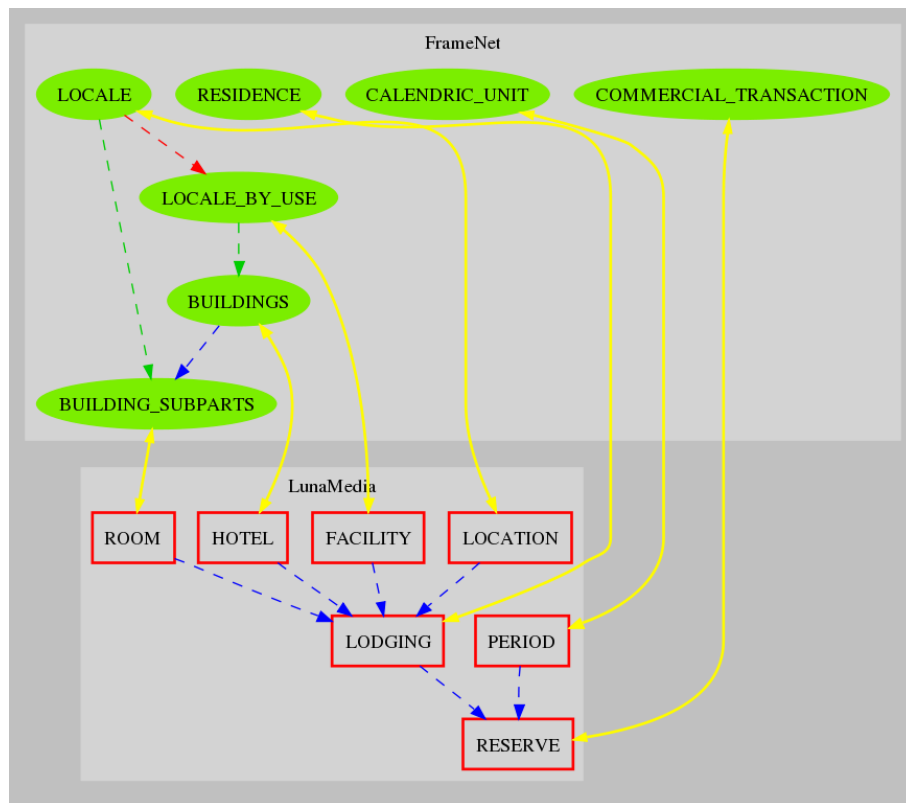 FrameNet
LOCALE
RESIDENCE
CALENDRIC_UNIT
COMMERCIAL_TRANSACTION
LOCALE_BY_USE
BUILDINGS
BUILDING_SUBPARTS
LunaMedia
ROOM
HOTEL
FACILITY
LOCATION
LODGING
PERIOD
RESERVE